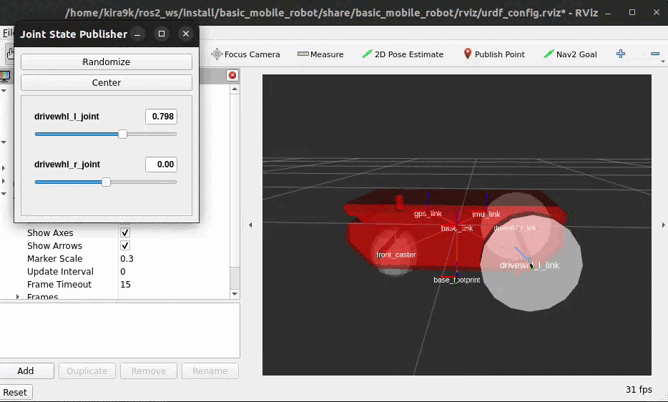 /home/kira9k/ros2_ws/install/basic_mobile_robot/share/basic_mobile_robot/rviz/urdf_config.rviz* - RViz
Joint State Publisher
Randomize
Center
drivewhl_l_joint 0.798
drivewhl_r_joint 0.00
Focus Camera Measure 2D Pose Estimate Publish Point Nav2 Goal
Show Axes
Show Arrows
Marker Scale 0.3
Update Interval 0
Frame Timeout 15
Frames
Add Duplicate Remove Rename
Reset
31 fps
gps_link imu_link
base_link
front_caster
drivewhl_l_link
base_footprint